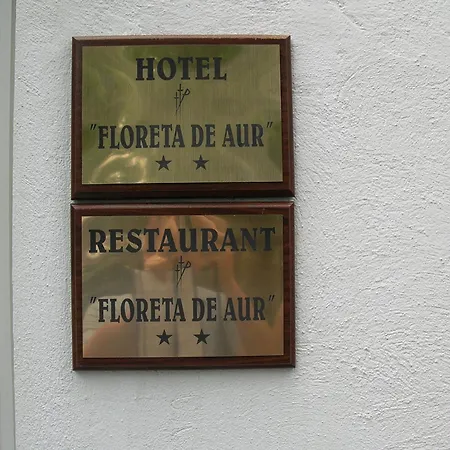 HOTEL
"FLORETA DE AUR"
★ ★
RESTAURANT
"FLORETA DE AUR"
★ ★